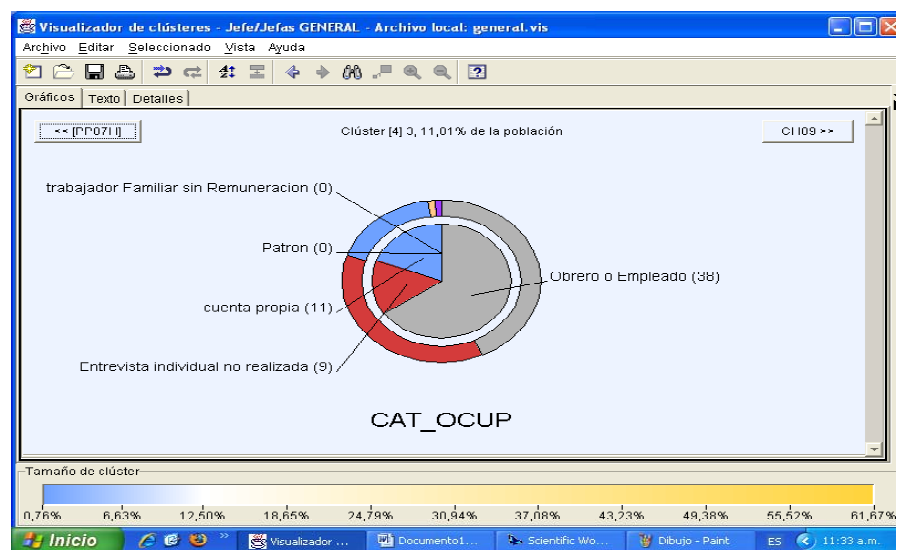 Visualizador de clústeres - Jefe/Jefas GENERAL - Archivo local: general.vis
Archivo Editar Seleccionado Vista Ayuda
Gráficos Texto Detalles
Clúster [4] 3, 11,01% de la población
CH09 >>
trabajador Familiar sin Remuneracion (0)
Patron (0)
Obrero o Empleado (38)
cuenta propia (11)
Entrevista individual no realizada (9)
CAT_OCUP
Tamaño de clúster
0,76% 6,63% 12,50% 18,65% 24,79% 30,94% 37,08% 43,23% 49,38% 55,52% 61,67%
Inicio Visualizador ... Documento1... Scientific Wo... Dibujo - Paint ES 11:33 a.m.